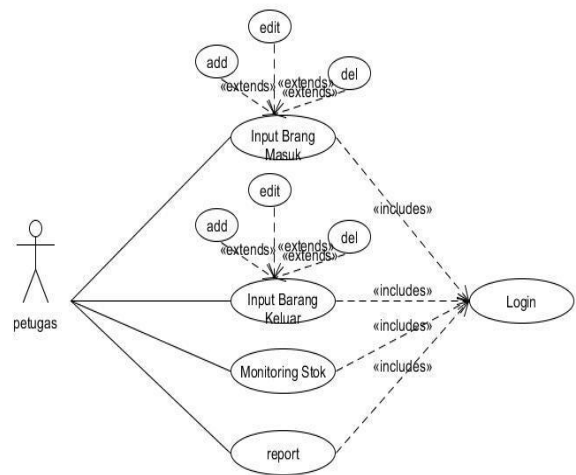 edit
add
del
«extends»
«extends»
«extends»
Input Brang
Masuk
edit
«includes»
add
del
«extends»
«extends»
«extends»
Input Barang
Keluar
«includes»
Login
petugas
«includes»
Monitoring Stok
«includes»
report